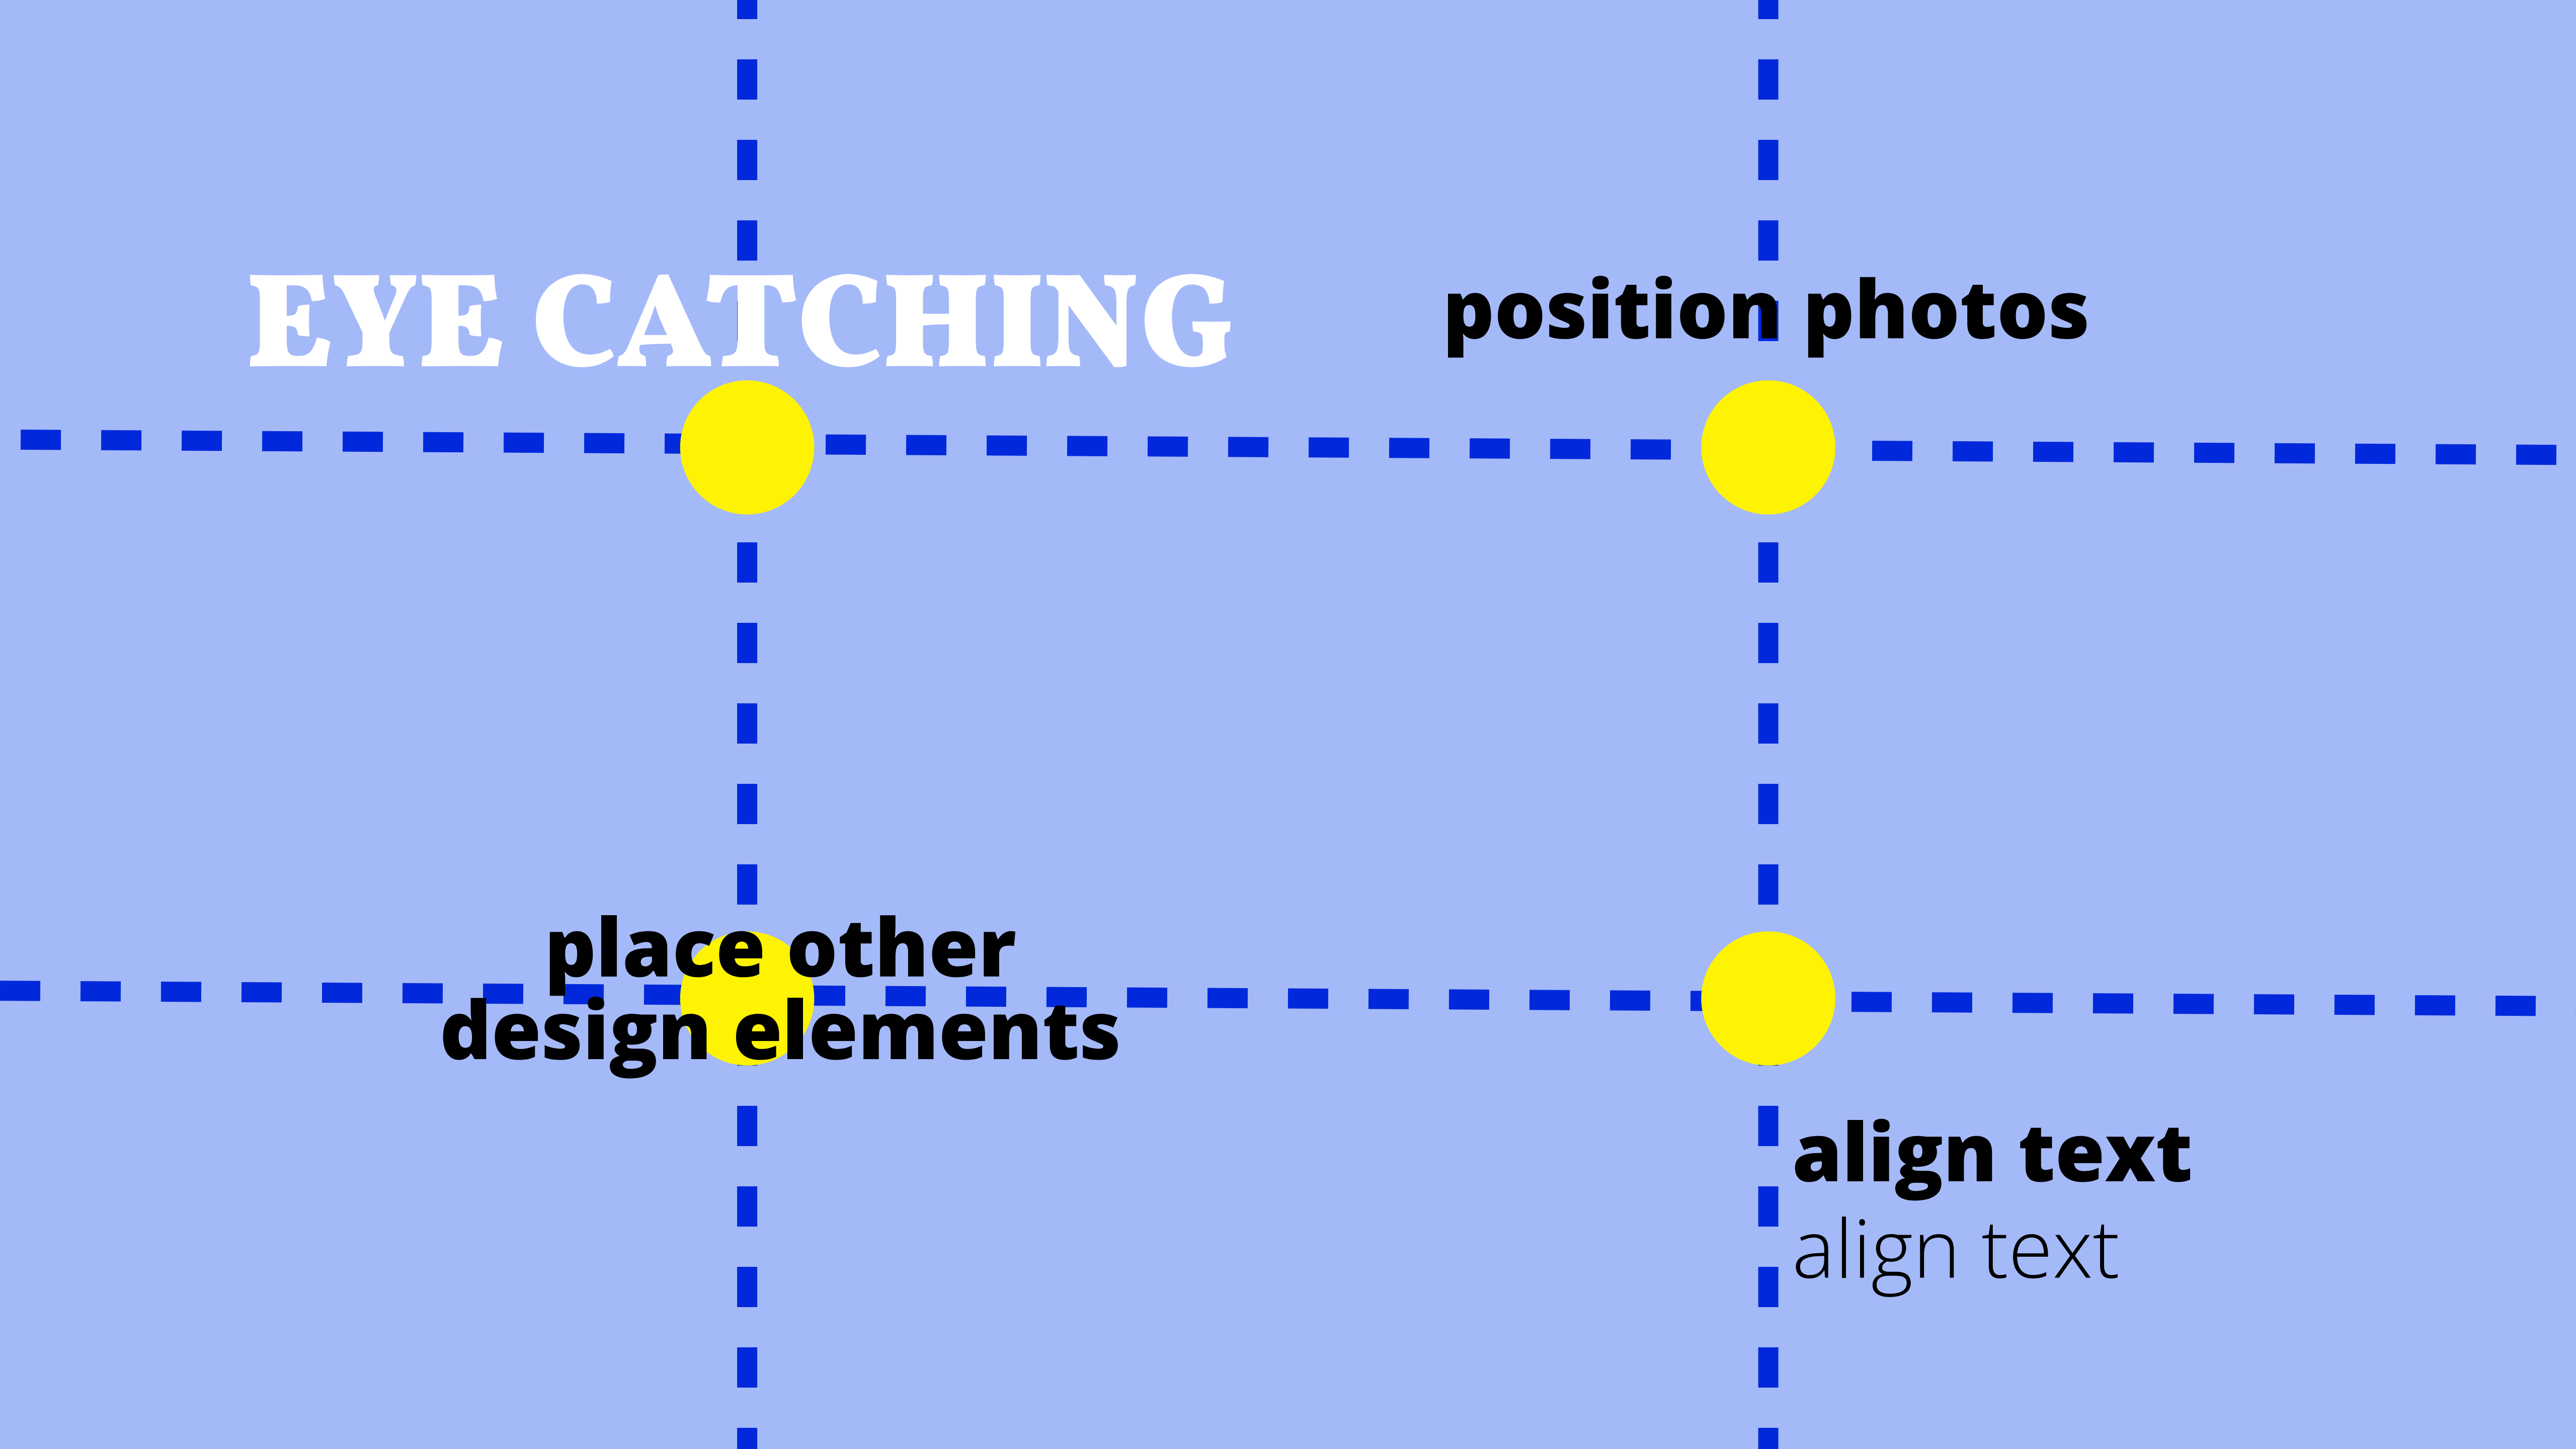 EYE CATCHING
position photos
place other
design elements
align text
align text